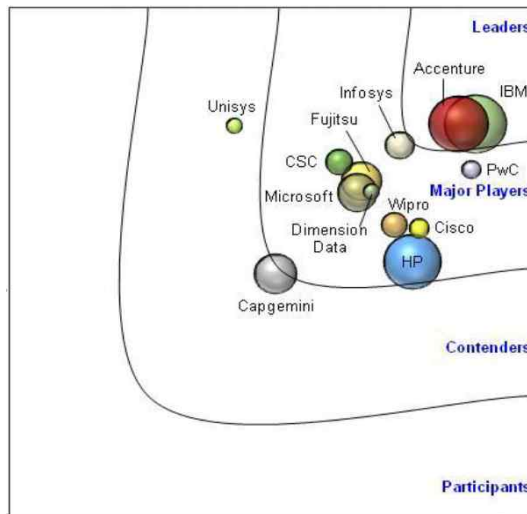 Leaders
Accenture
IBM
Infosys
Unisys
Fujitsu
CSC
PwC
Microsoft
Major Players
Wipro
Dimension
Data
Cisco
HP
Capgemini
Contenders
Participants